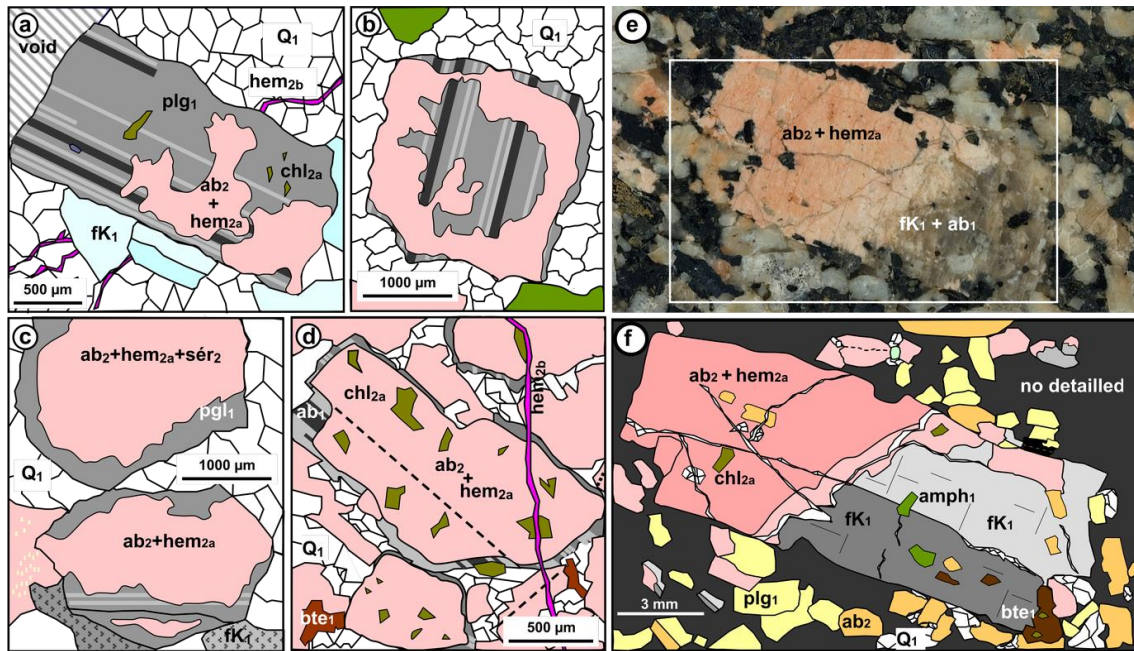 a
void
Q1
hem2b
plg1
chl2a
ab2
+
hem2a
fK1
500 µm
b
Q1
1000 µm
e
ab2 + hem2a
fK1 + ab1
c
ab2+hem2a+sér2
pgl1
Q1
1000 µm
ab2+hem2a
fK1
d
chl2a
hem2b
ab1
ab2
+
hem2a
Q1
bte1
500 µm
f
ab2 + hem2a
no detailled
chl2a
amph1
fK1
fK1
3 mm
plg1
ab2
Q1
bte1